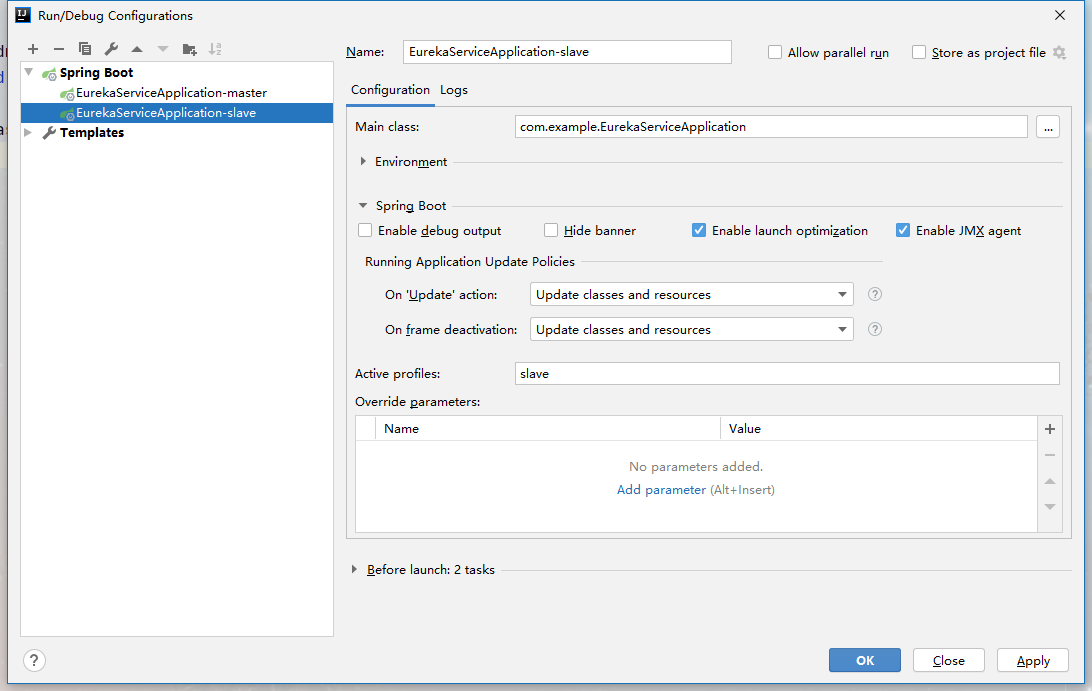 Run/Debug Configurations
Name: EurekaServiceApplication-slave
Allow parallel run
Store as project file
Spring Boot
EurekaServiceApplication-master
EurekaServiceApplication-slave
Templates
Configuration Logs
Main class: com.example.EurekaServiceApplication ...
Environment
Spring Boot
Enable debug output
Hide banner
Enable launch optimization
Enable JMX agent
Running Application Update Policies
On 'Update' action: Update classes and resources ?
On frame deactivation: Update classes and resources ?
Active profiles: slave
Override parameters:
Name Value
No parameters added.
Add parameter (Alt+Insert)
Before launch: 2 tasks
? OK Close Apply